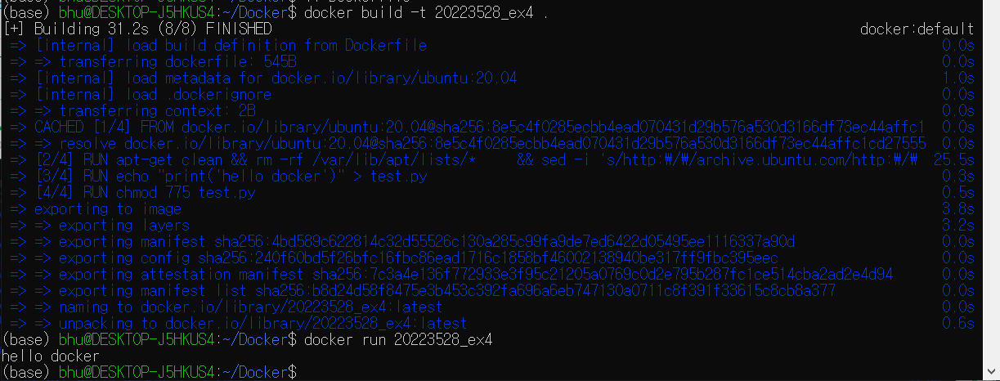 (base) bhu@DESKTOP-J5HKUS4:~/Docker$ docker build -t 20223528_ex4 .
[+] Building 31.2s (8/8) FINISHED docker:default
=> [internal] load build definition from Dockerfile 0.0s
=> => transferring dockerfile: 545B 0.0s
=> [internal] load metadata for docker.io/library/ubuntu:20.04 1.0s
=> [internal] load .dockerignore 0.0s
=> => transferring context: 2B 0.0s
=> CACHED [1/4] FROM docker.io/library/ubuntu:20.04@sha256:8e5c4f0285ecbb4ead070431d29b576a530d3166df73ec44affc1 0.0s
=> => resolve docker.io/library/ubuntu:20.04@sha256:8e5c4f0285ecbb4ead070431d29b576a530d3166df73ec44affc1cd27555 0.0s
=> [2/4] RUN apt-get clean && rm -rf /var/lib/apt/lists/* && sed -i 's/http:₩/₩/archive.ubuntu.com/http:₩/₩ 25.5s
=> [3/4] RUN echo "print('hello docker')" > test.py 0.3s
=> [4/4] RUN chmod 775 test.py 0.5s
=> exporting to image 3.8s
=> => exporting layers 3.2s
=> => exporting manifest sha256:4bd589c622814c32d55526c130a285c99fa9de7ed6422d05495ee1116337a90d 0.0s
=> => exporting config sha256:240f60bd5f26bfc16fbc86ead1716c1858bf46002138940be317ff9fbc395eec 0.0s
=> => exporting attestation manifest sha256:7c3a4e136f772933e3f95c21205a0769c0d2e795b287fc1ce514cba2ad2e4d94 0.0s
=> => exporting manifest list sha256:b8d24d58f8475e3b453c392fa696a6eb747130a0711c8f391f33615c8cb8a377 0.0s
=> => naming to docker.io/library/20223528_ex4:latest 0.0s
=> => unpacking to docker.io/library/20223528_ex4:latest 0.6s
(base) bhu@DESKTOP-J5HKUS4:~/Docker$ docker run 20223528_ex4
hello docker
(base) bhu@DESKTOP-J5HKUS4:~/Docker$